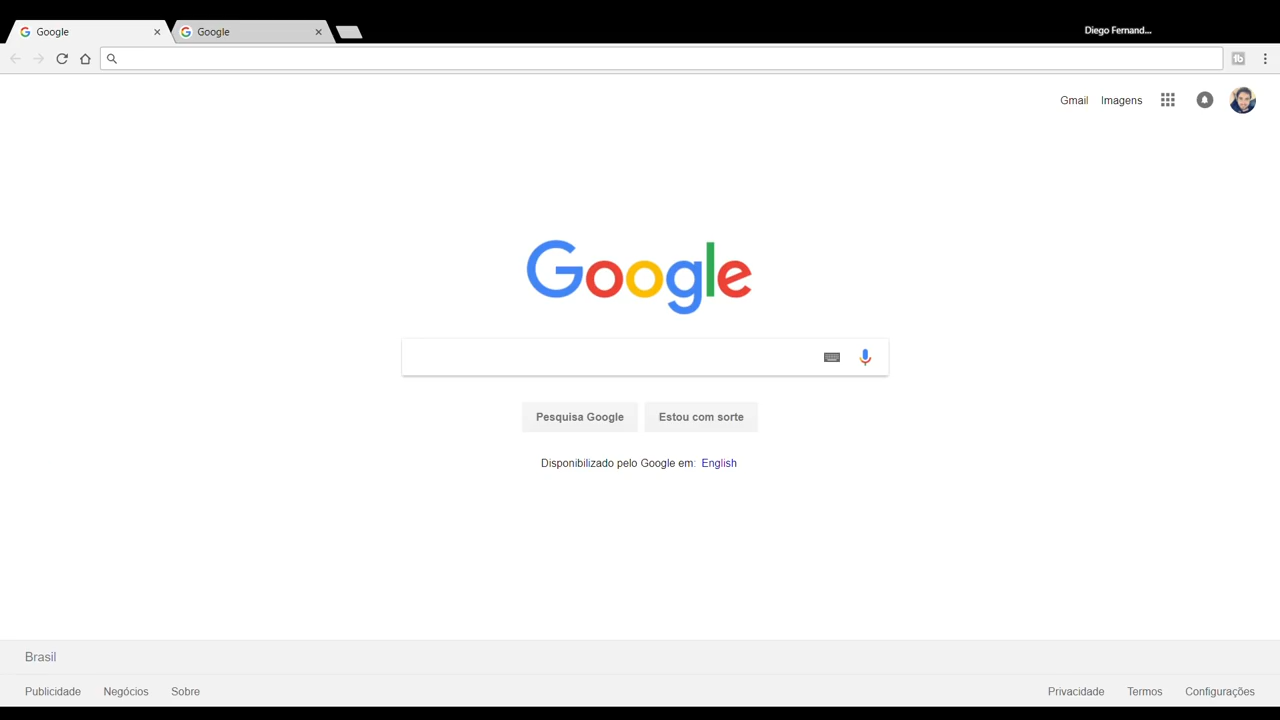 Google Google Diego Fernand...
Gmail Imagens
Google
Pesquisa Google Estou com sorte
Disponibilizado pelo Google em: English
Brasil
Publicidade Negócios Sobre Privacidade Termos Configurações